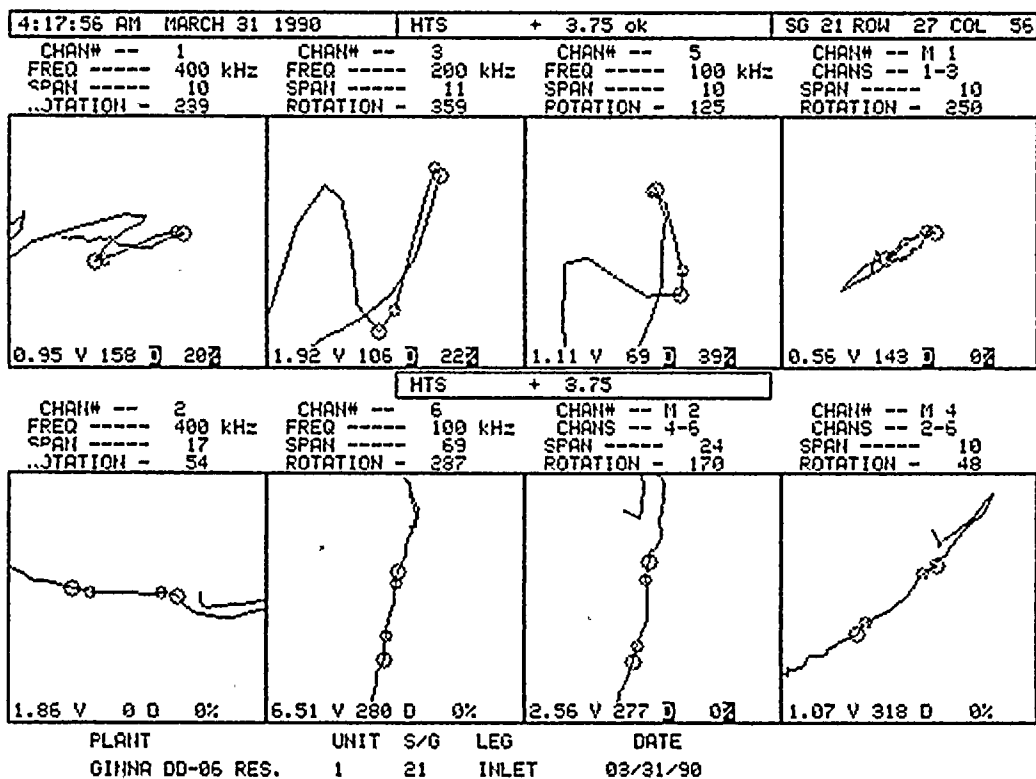 4:17:56 AM MARCH 31 1990 HTS + 3.75 ok SG 21 ROW 27 COL 56
CHAN# -- 1 CHAN# -- 3 CHAN# -- 5 CHAN# -- M 1
FREQ ----- 400 kHz FREQ ----- 200 kHz FREQ ----- 100 kHz CHANS -- 1-3
SPAN ----- 10 SPAN ----- 11 SPAN ----- 10 SPAN ----- 10
ROTATION - 239 ROTATION - 359 ROTATION - 125 ROTATION - 250
0.95 V 158 D 20% 1.92 V 106 D 22% 1.11 V 69 D 39% 0.56 V 143 D 0%
HTS + 3.75
CHAN# -- 2 CHAN# -- 6 CHAN# -- M 2 CHAN# -- M 4
FREQ ----- 400 kHz FREQ ----- 100 kHz CHANS -- 4-6 CHANS -- 2-6
SPAN ----- 17 SPAN ----- 69 SPAN ----- 24 SPAN ----- 10
ROTATION - 54 ROTATION - 287 ROTATION - 170 ROTATION - 48
1.86 V 0 D 0% 6.51 V 280 D 0% 2.56 V 277 D 0% 1.07 V 318 D 0%
PLANT UNIT S/G LEG DATE
GINNA DD-06 RES. 1 21 INLET 03/31/90